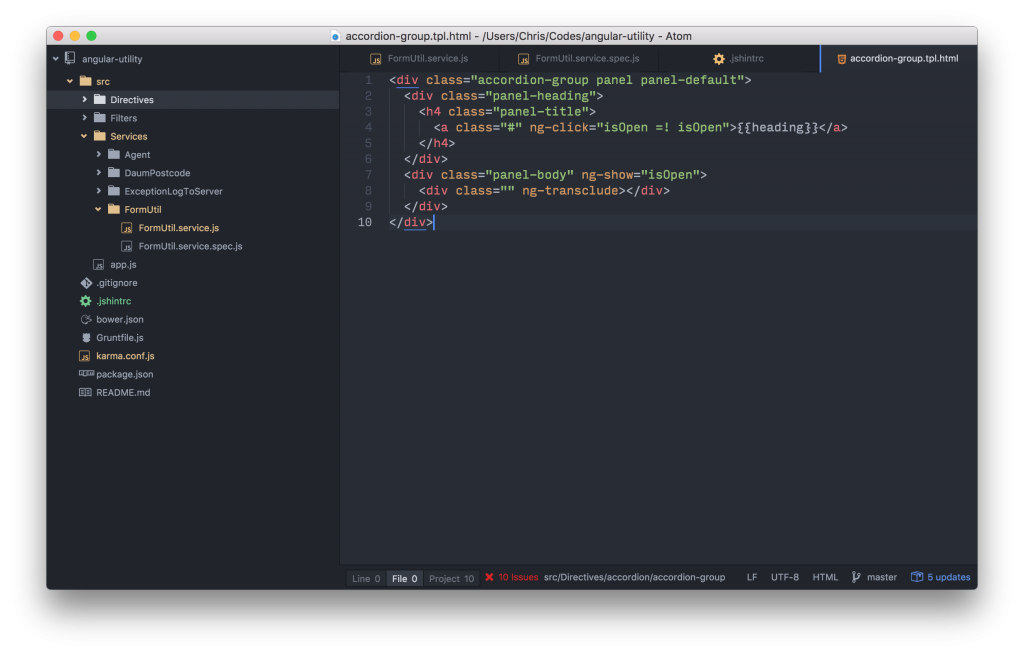 accordion-group.tpl.html - /Users/Chris/Codes/angular-utility - Atom
angular-utility
src
Directives
Filters
Services
Agent
DaumPostcode
ExceptionLogToServer
FormUtil
FormUtil.service.js
FormUtil.service.spec.js
app.js
.gitignore
.jshintrc
bower.json
Gruntfile.js
karma.conf.js
package.json
README.md
FormUtil.service.js
FormUtil.service.spec.js
.jshintrc
accordion-group.tpl.html
1 <div class="accordion-group panel panel-default">
2 <div class="panel-heading">
3 <h4 class="panel-title">
4 <a class="#" ng-click="isOpen =! isOpen">{{heading}}</a>
5 </h4>
6 </div>
7 <div class="panel-body" ng-show="isOpen">
8 <div class="" ng-transclude></div>
9 </div>
10 </div>
Line 0 File 0 Project 10 10 Issues src/Directives/accordion/accordion-group LF UTF-8 HTML master 5 updates